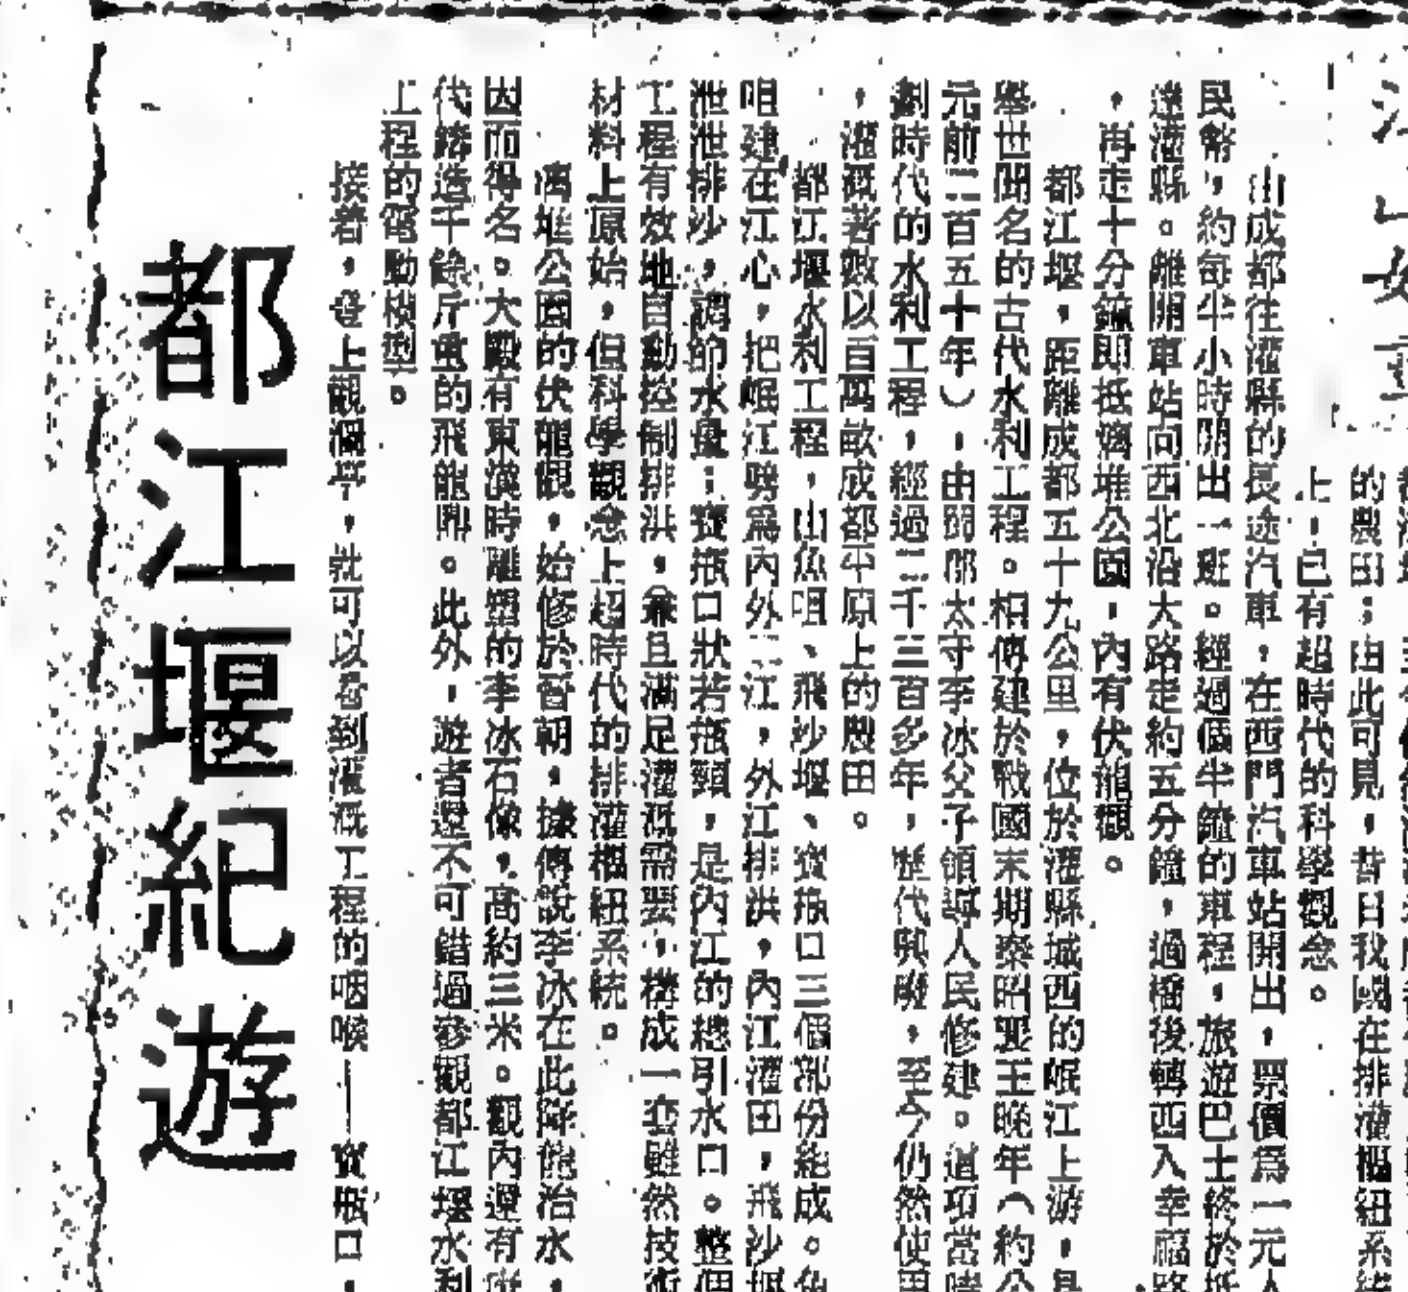 都江堰紀遊
的農田；由此可見，昔日我國在排灌樞紐系統
上，已有超時代的科學觀念。
由成都往灌縣的長途汽車，在西門汽車站開出，票價爲一元人
民幣，約每半小時開出一班。經過個半鐘的車程，旅遊巴士終於抵
達灌縣。離開車站向西北沿大路走約五分鐘，過橋後轉西入幸福路
，再走十分鐘即抵離堆公園，內有伏龍觀。
都江堰，距離成都五十九公里，位於灌縣城西的岷江上游，是
舉世聞名的古代水利工程。相傳建於戰國末期秦昭襄王晚年（約公
元前二百五十年），由蜀郡太守李冰父子領導人民修建。這項當時
劃時代的水利工程，經過二千三百多年，歷代興廢，至今仍然使用
，灌溉著數以百萬畝成都平原上的農田。
都江堰水利工程，由魚咀、飛沙堰、寶瓶口三個部份組成。魚
咀建在江心，把岷江劈爲內外二江，外江排洪，內江灌田，飛沙堰
泄洪排沙，調節水量；寶瓶口狀若瓶頸，是內江的總引水口。整個
工程有效地自動控制排洪，兼且滿足灌溉需要，構成一套雖然技術
材料上原始，但科學觀念上超時代的排灌樞紐系統。
離堆公園的伏龍觀，始修於晉朝，據傳說李冰在此降龍治水，
因而得名。大殿有東漢時雕塑的李冰石像，高約三米。觀內還有
代鑄造千餘斤重的飛龍鼎。此外，遊者還不可錯過參觀都江堰水利
工程的電動模型。
接着，登上觀瀾亭，就可以看到灌溉工程的咽喉——寶瓶口，